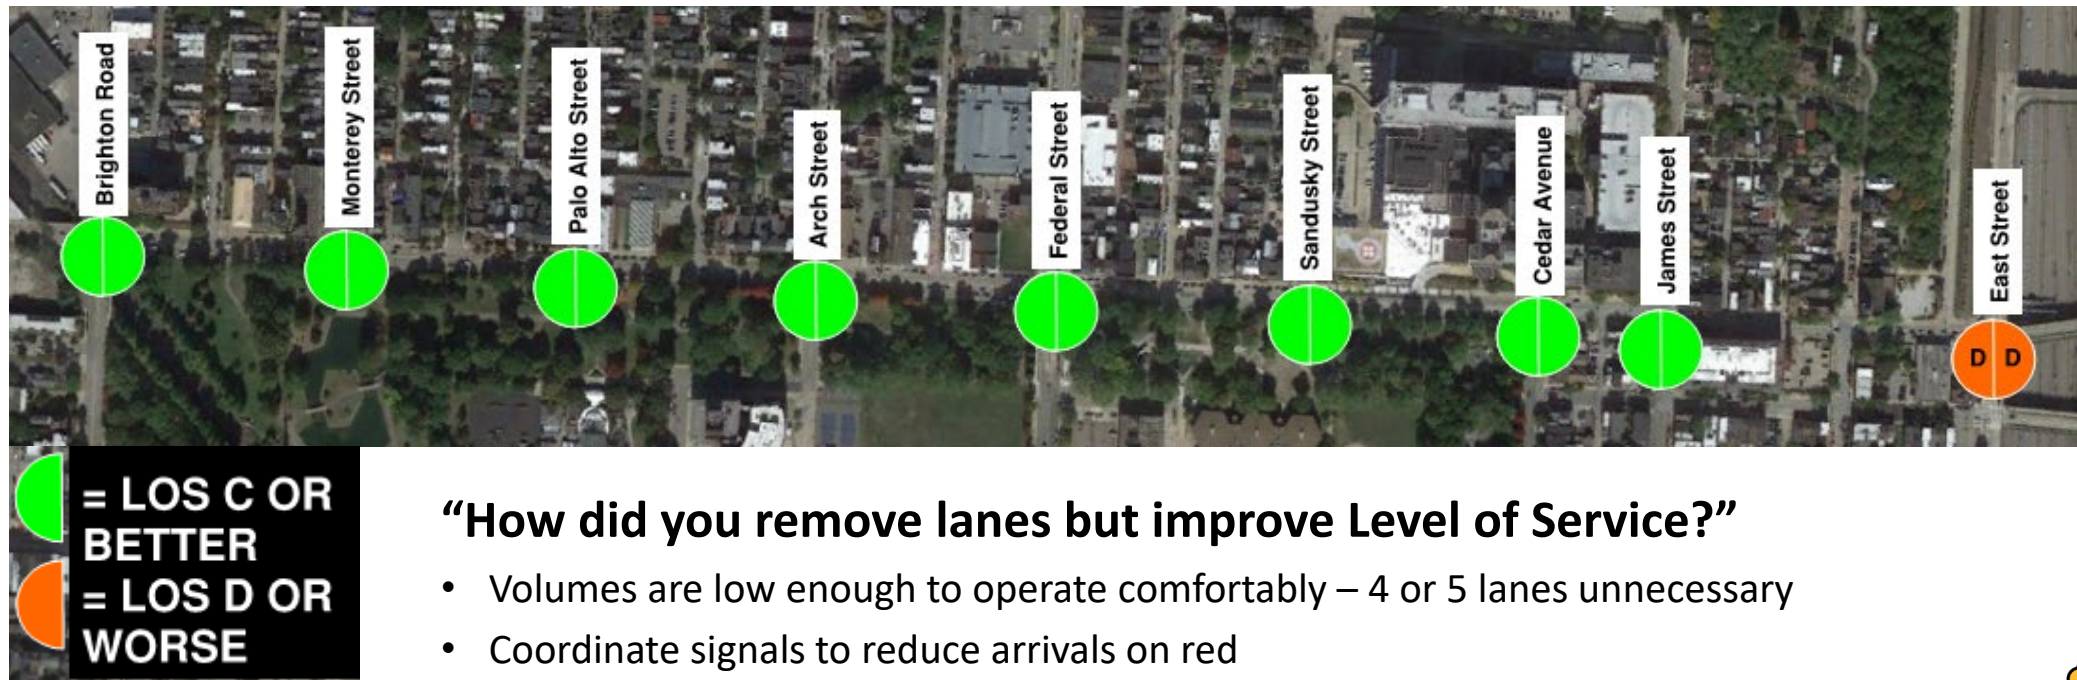 Brighton Road
Monterey Street
Palo Alto Street
Arch Street
Federal Street
Sandusky Street
Cedar Avenue
James Street
East Street
D D
= LOS C OR
BETTER
= LOS D OR
WORSE
“How did you remove lanes but improve Level of Service?”
• Volumes are low enough to operate comfortably – 4 or 5 lanes unnecessary
• Coordinate signals to reduce arrivals on red